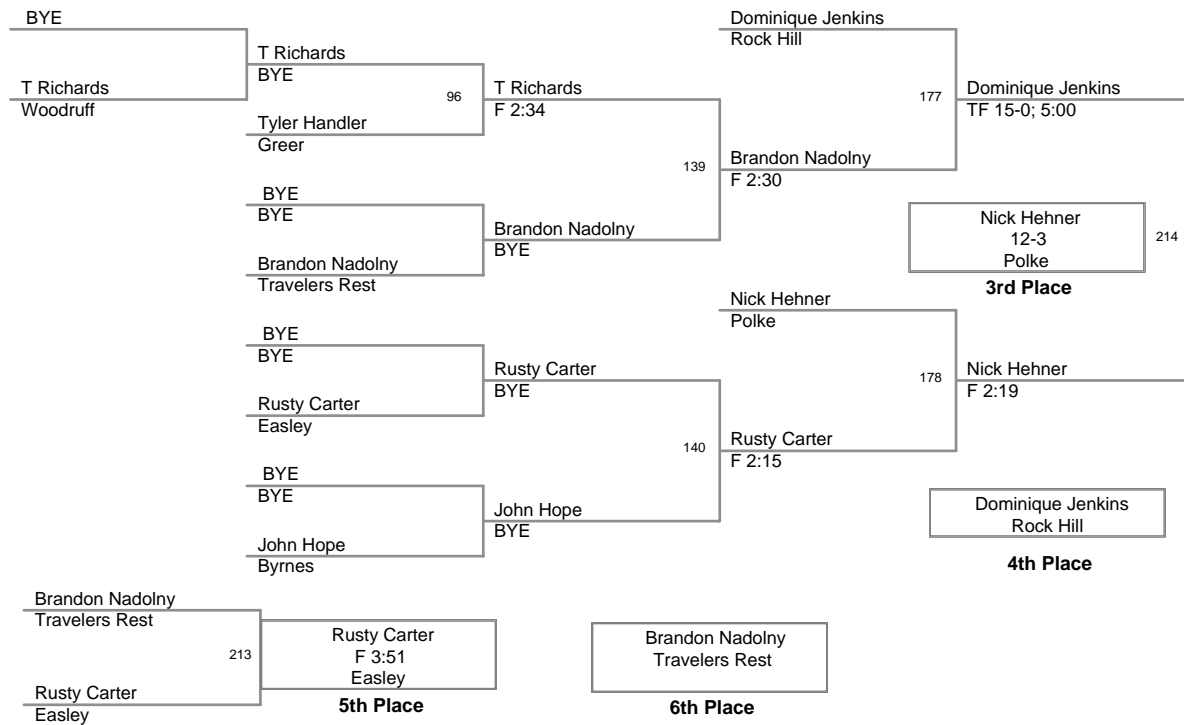 BYE
T Richards
Woodruff
T Richards
BYE
96
Tyler Handler
Greer
T Richards
F 2:34
BYE
BYE
Brandon Nadolny
Travelers Rest
Brandon Nadolny
BYE
139
Brandon Nadolny
F 2:30
Dominique Jenkins
Rock Hill
177
Dominique Jenkins
TF 15-0; 5:00
Nick Hehner
12-3
Polke
214
3rd Place
BYE
BYE
Rusty Carter
Easley
Rusty Carter
BYE
BYE
BYE
John Hope
Byrnes
John Hope
BYE
140
Rusty Carter
F 2:15
Nick Hehner
Polke
178
Nick Hehner
F 2:19
Dominique Jenkins
Rock Hill
4th Place
Brandon Nadolny
Travelers Rest
213
Rusty Carter
Easley
Rusty Carter
F 3:51
Easley
5th Place
Brandon Nadolny
Travelers Rest
6th Place